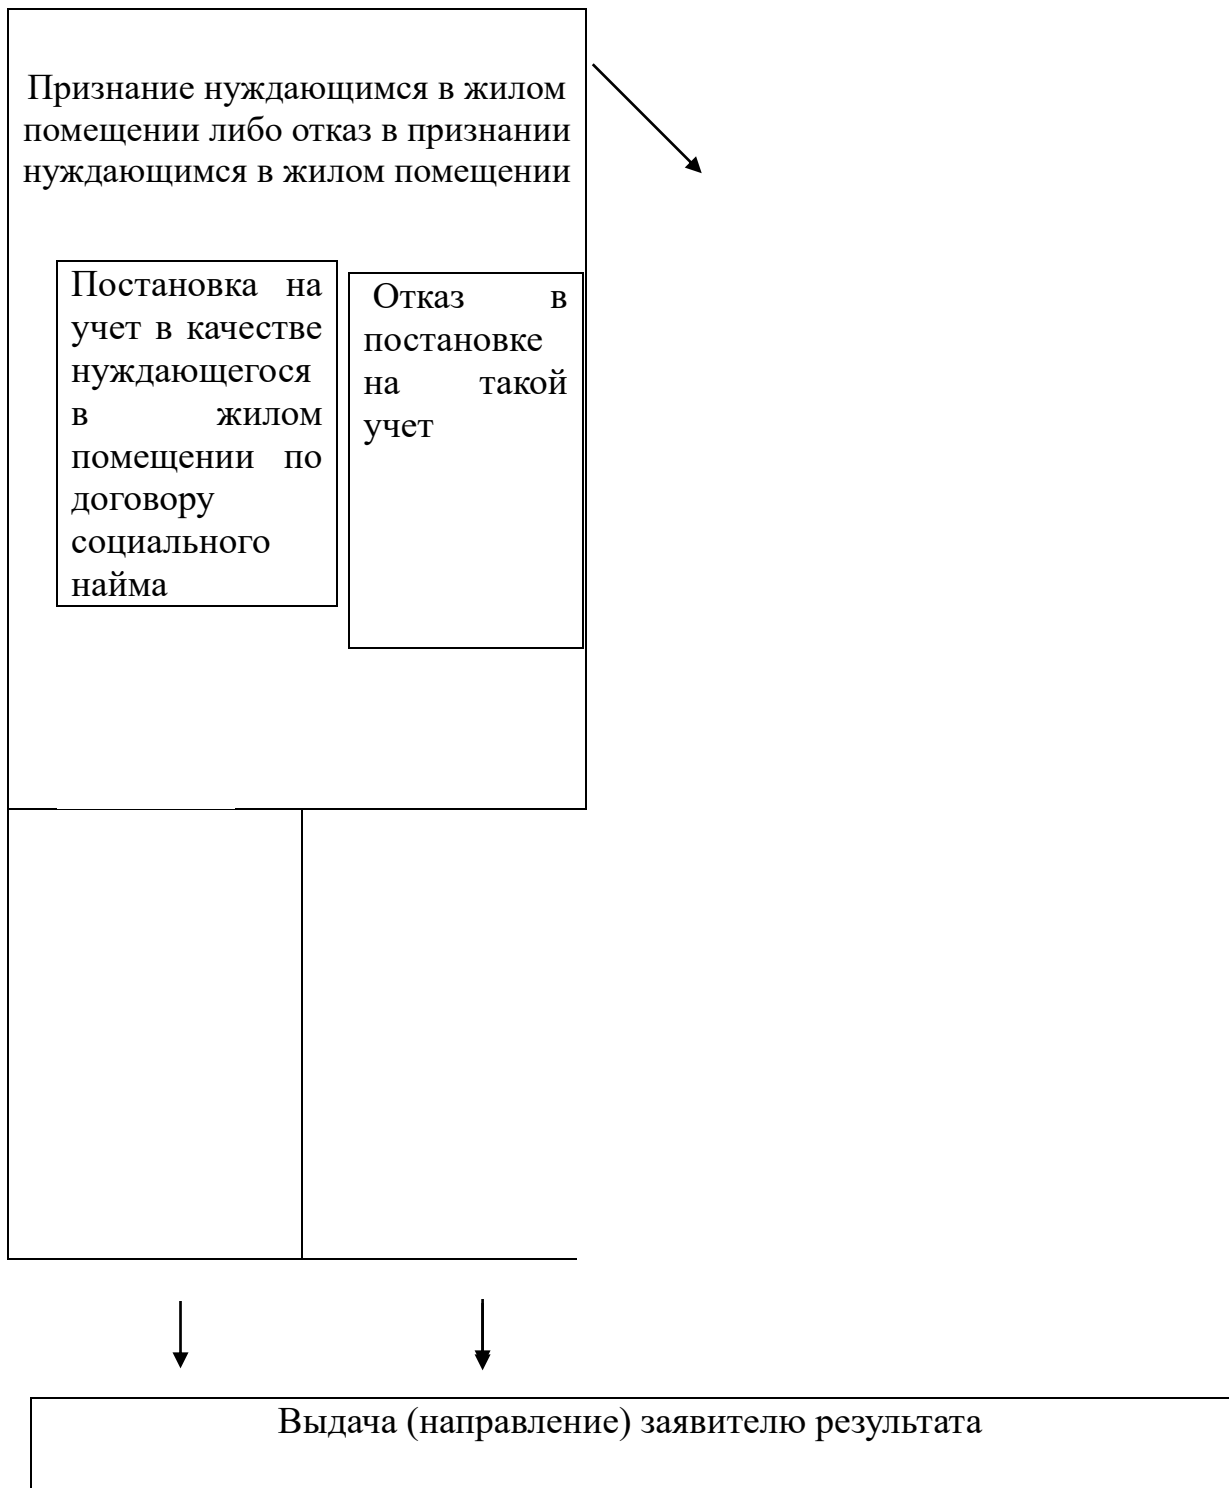 Признание нуждающимся в жилом
помещении либо отказ в признании
нуждающимся в жилом помещении
Постановка на
учет в качестве
нуждающегося
в жилом
помещении по
договору
социального
найма
Отказ в
постановке
на такой
учет
Выдача (направление) заявителю результата